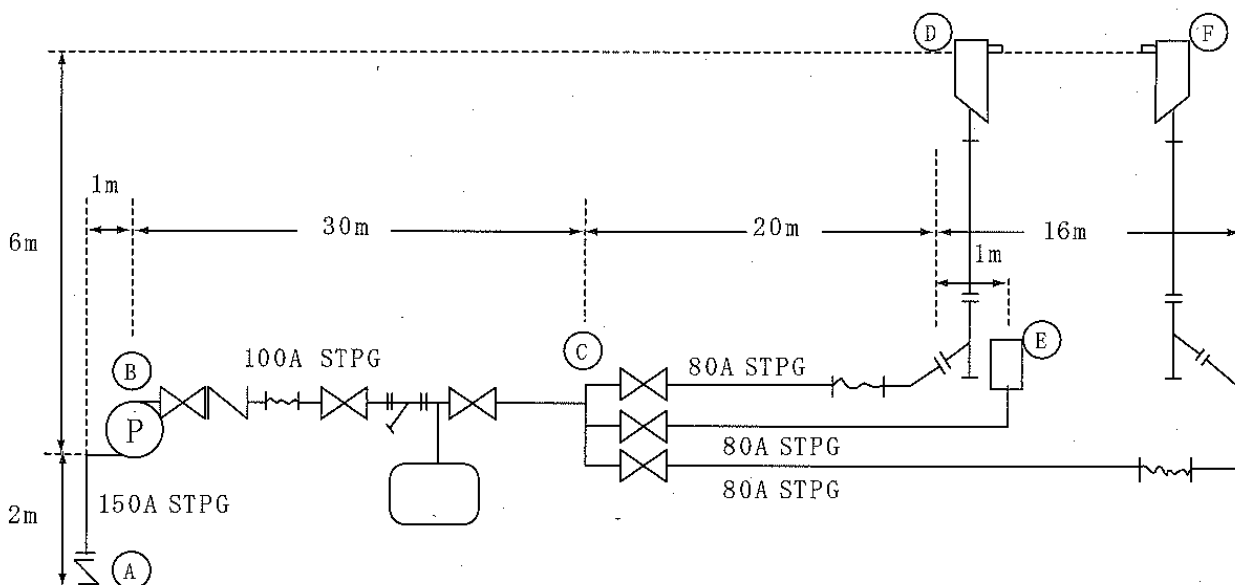 D
F
1m
30m
20m
16m
6m
1m
B
100A STPG
C
80A STPG
E
P
80A STPG
80A STPG
150A STPG
2m
A